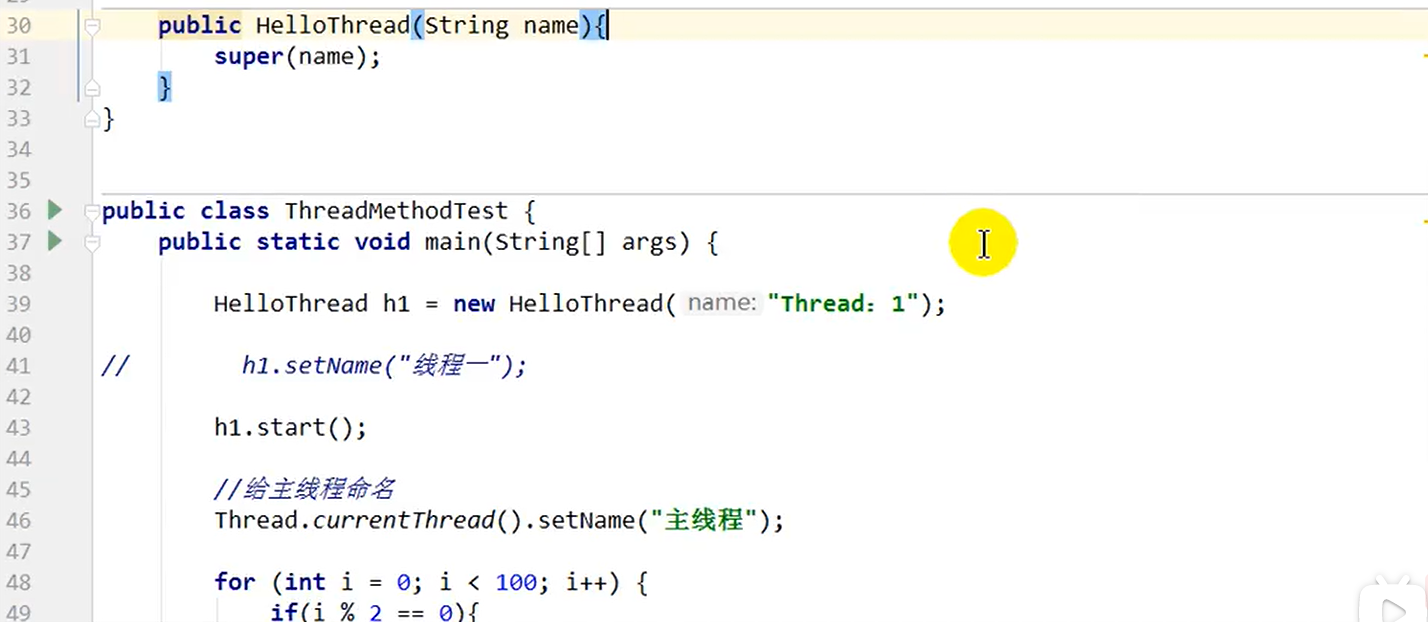 30 public HelloThread(String name){
31 super(name);
32 }
33 }
34
35
36 public class ThreadMethodTest {
37 public static void main(String[] args) {
38
39 HelloThread h1 = new HelloThread( name: "Thread：1");
40
41 // h1.setName("线程一");
42
43 h1.start();
44
45 //给主线程命名
46 Thread.currentThread().setName("主线程");
47
48 for (int i = 0; i < 100; i++) {
49 if(i % 2 == 0){